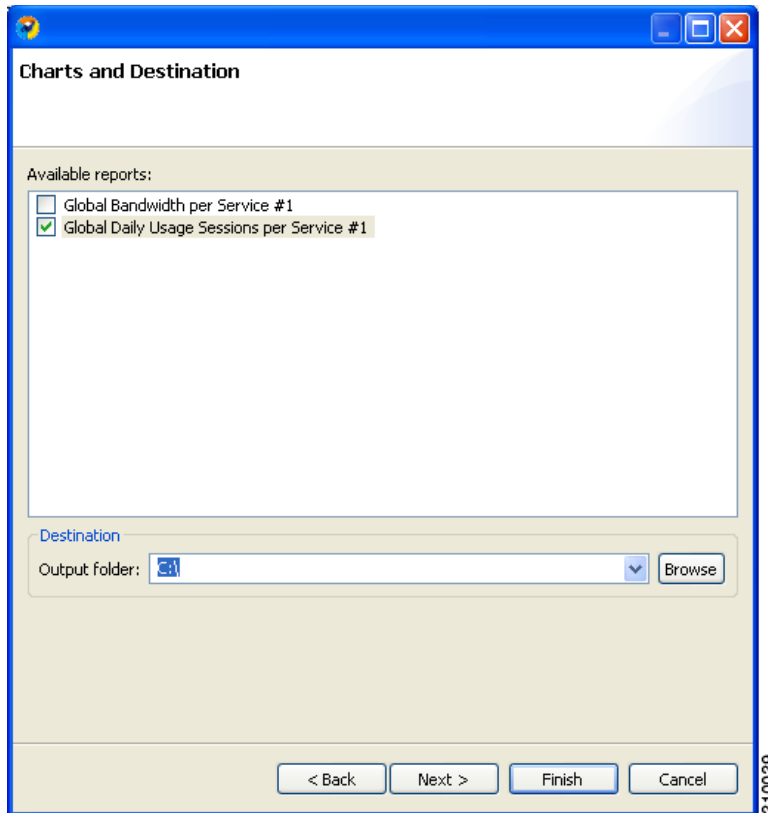 Charts and Destination
Available reports:
Global Bandwidth per Service #1
Global Daily Usage Sessions per Service #1
Destination
Output folder: C:\ Browse
< Back Next > Finish Cancel
210039